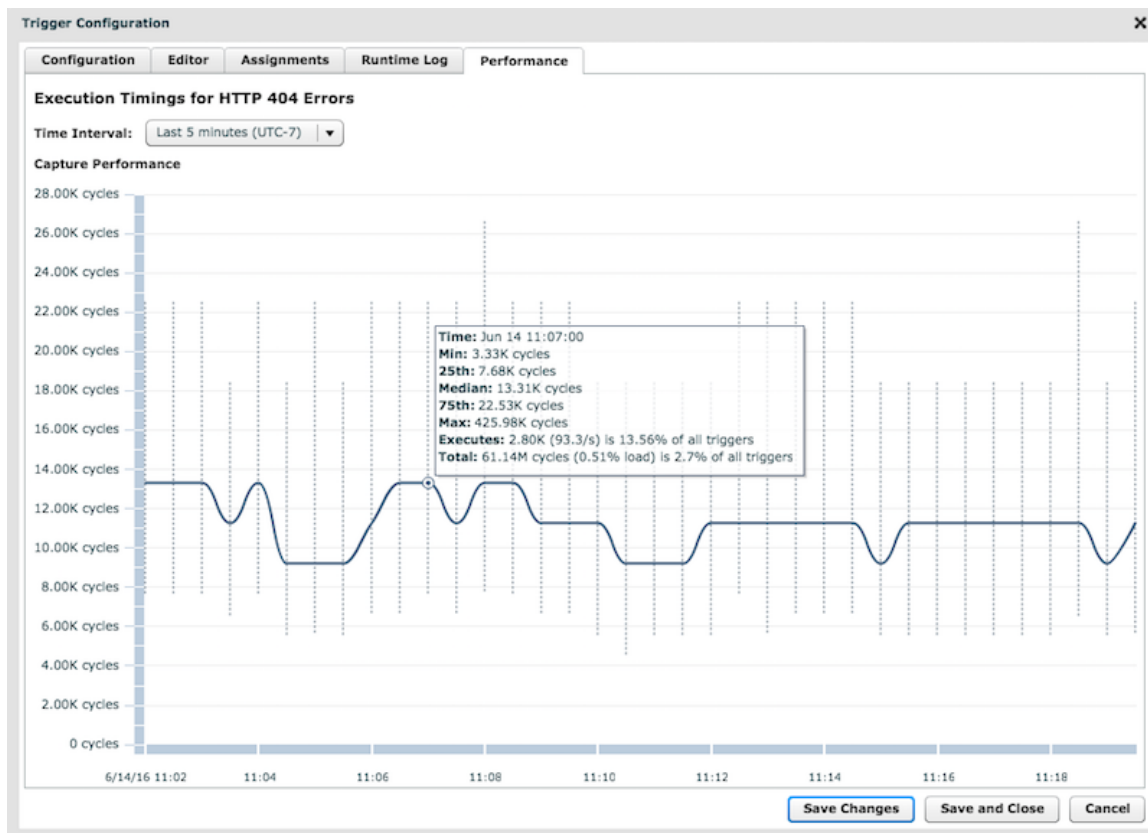 Trigger Configuration
Configuration Editor Assignments Runtime Log Performance
Execution Timings for HTTP 404 Errors
Time Interval: Last 5 minutes (UTC-7)
Capture Performance
28.00K cycles
26.00K cycles
24.00K cycles
22.00K cycles
20.00K cycles
18.00K cycles
16.00K cycles
14.00K cycles
12.00K cycles
10.00K cycles
8.00K cycles
6.00K cycles
4.00K cycles
2.00K cycles
0 cycles
Time: Jun 14 11:07:00
Min: 3.33K cycles
25th: 7.68K cycles
Median: 13.31K cycles
75th: 22.53K cycles
Max: 425.98K cycles
Executes: 2.80K (93.3/s) is 13.56% of all triggers
Total: 61.14M cycles (0.51% load) is 2.7% of all triggers
6/14/16 11:02 11:04 11:06 11:08 11:10 11:12 11:14 11:16 11:18
Save Changes Save and Close Cancel